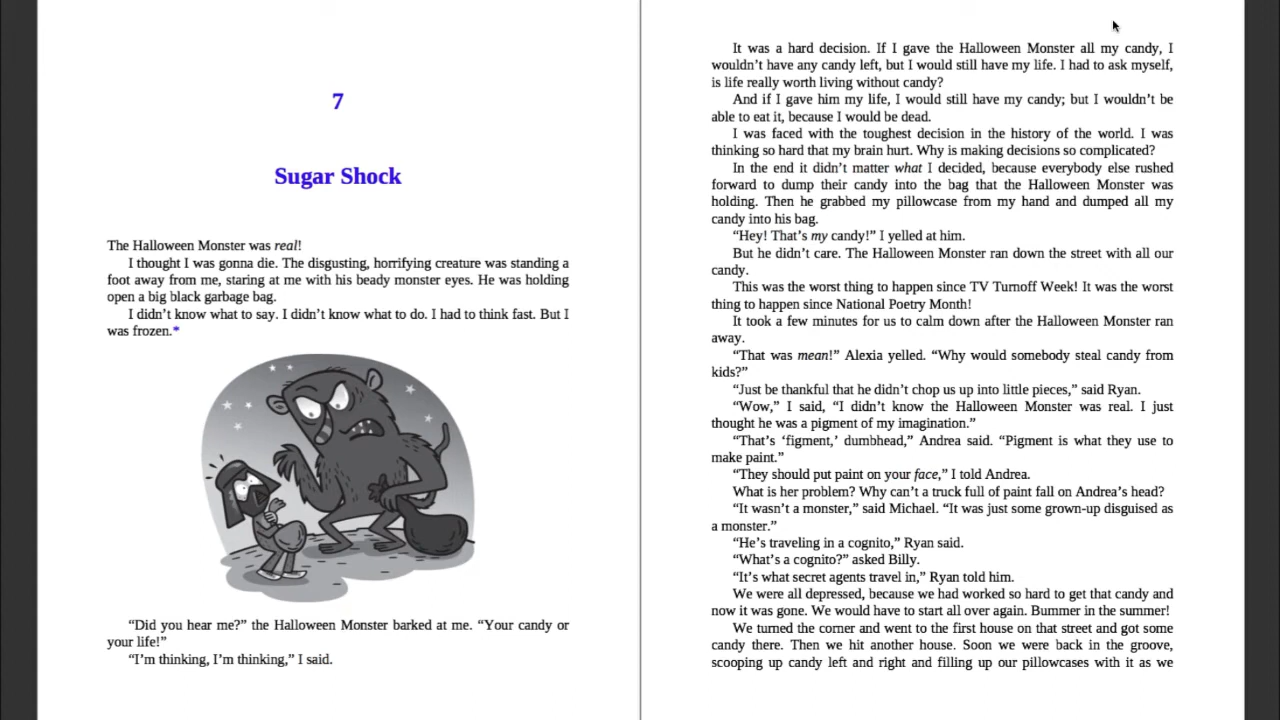 7
Sugar Shock
The Halloween Monster was real!
I thought I was gonna die. The disgusting, horrifying creature was standing a
foot away from me, staring at me with his beady monster eyes. He was holding
open a big black garbage bag.
I didn’t know what to say. I didn’t know what to do. I had to think fast. But I
was frozen.*
“Did you hear me?” the Halloween Monster barked at me. “Your candy or
your life!”
“I’m thinking, I’m thinking,” I said.
It was a hard decision. If I gave the Halloween Monster all my candy, I
wouldn’t have any candy left, but I would still have my life. I had to ask myself,
is life really worth living without candy?
And if I gave him my life, I would still have my candy; but I wouldn’t be
able to eat it, because I would be dead.
I was faced with the toughest decision in the history of the world. I was
thinking so hard that my brain hurt. Why is making decisions so complicated?
In the end it didn’t matter what I decided, because everybody else rushed
forward to dump their candy into the bag that the Halloween Monster was
holding. Then he grabbed my pillowcase from my hand and dumped all my
candy into his bag.
“Hey! That’s my candy!” I yelled at him.
But he didn’t care. The Halloween Monster ran down the street with all our
candy.
This was the worst thing to happen since TV Turnoff Week! It was the worst
thing to happen since National Poetry Month!
It took a few minutes for us to calm down after the Halloween Monster ran
away.
“That was mean!” Alexia yelled. “Why would somebody steal candy from
kids?”
“Just be thankful that he didn’t chop us up into little pieces,” said Ryan.
“Wow,” I said, “I didn’t know the Halloween Monster was real. I just
thought he was a pigment of my imagination.”
“That’s ‘figment,’ dumbhead,” Andrea said. “Pigment is what they use to
make paint.”
“They should put paint on your face,” I told Andrea.
What is her problem? Why can’t a truck full of paint fall on Andrea’s head?
“It wasn’t a monster,” said Michael. “It was just some grown-up disguised as
a monster.”
“He’s traveling in a cognito,” Ryan said.
“What’s a cognito?” asked Billy.
“It’s what secret agents travel in,” Ryan told him.
We were all depressed, because we had worked so hard to get that candy and
now it was gone. We would have to start all over again. Bummer in the summer!
We turned the corner and went to the first house on that street and got some
candy there. Then we hit another house. Soon we were back in the groove,
scooping up candy left and right and filling up our pillowcases with it as we